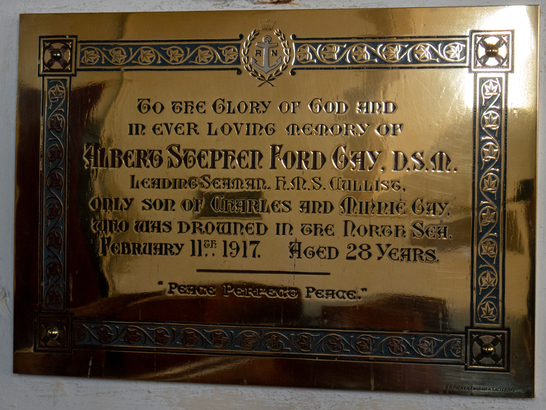 R N
To the Glory of God and
in ever loving memory of
Albert Stephen Ford Gay, D.S.M.
Leading Seaman, H.M.S. Cullist,
only son of Charles and Minnie Gay,
who was drowned in the North Sea,
February 11th 1917. Aged 28 Years.
"Peace Perfect Peace."